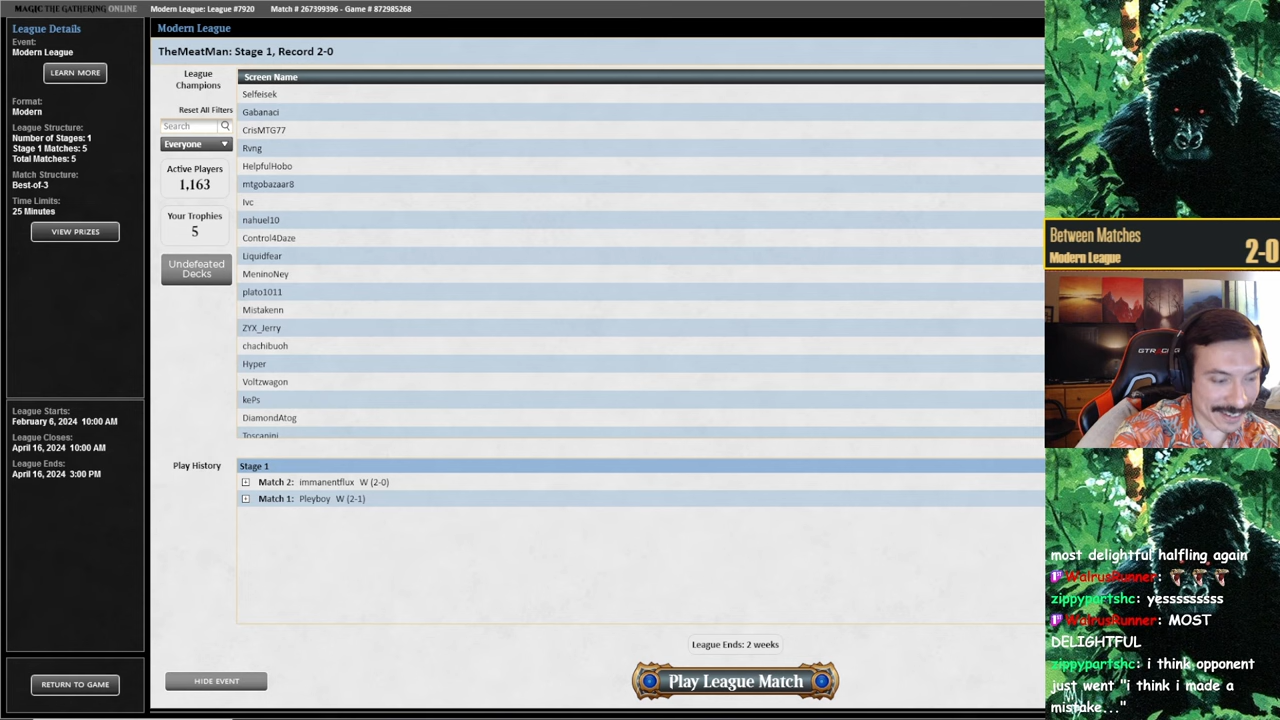 MAGIC THE GATHERING ONLINE
Modern League: League #7920
Match # 267399396 - Game # 872985268
League Details
Event:
Modern League
LEARN MORE
Format:
Modern
League Structure:
Number of Stages: 1
Stage 1 Matches: 5
Total Matches: 5
Match Structure:
Best-of-3
Time Limits:
25 Minutes
VIEW PRIZES
League Starts:
February 6, 2024 10:00 AM
League Closes:
April 16, 2024 10:00 AM
League Ends:
April 16, 2024 3:00 PM
RETURN TO GAME
Modern League
TheMeatMan: Stage 1, Record 2-0
League
Champions
Reset All Filters
Search
Everyone
Active Players
1,163
Your Trophies
5
Undefeated
Decks
Screen Name
Selfeisek
Gabanaci
CrisMTG77
Rvng
HelpfulHobo
mtgobazaar8
Ivc
nahuel10
Control4Daze
Liquidfear
MeninoNey
plato1011
Mistakenn
ZYX_Jerry
chachibuoh
Hyper
Voltzwagon
kePs
DiamondAtog
Toscanini
Play History
Stage 1
Match 2: immanentflux W (2-0)
Match 1: Pleyboy W (2-1)
League Ends: 2 weeks
HIDE EVENT
Play League Match
Between Matches
Modern League
2-0
GTRACING
most delightful halfling again
WalrusRunner:
zippypartshc: yesssssssss
WalrusRunner: MOST
DELIGHTFUL
zippypartshc: i think opponent
just went "i think i made a
mistake..."